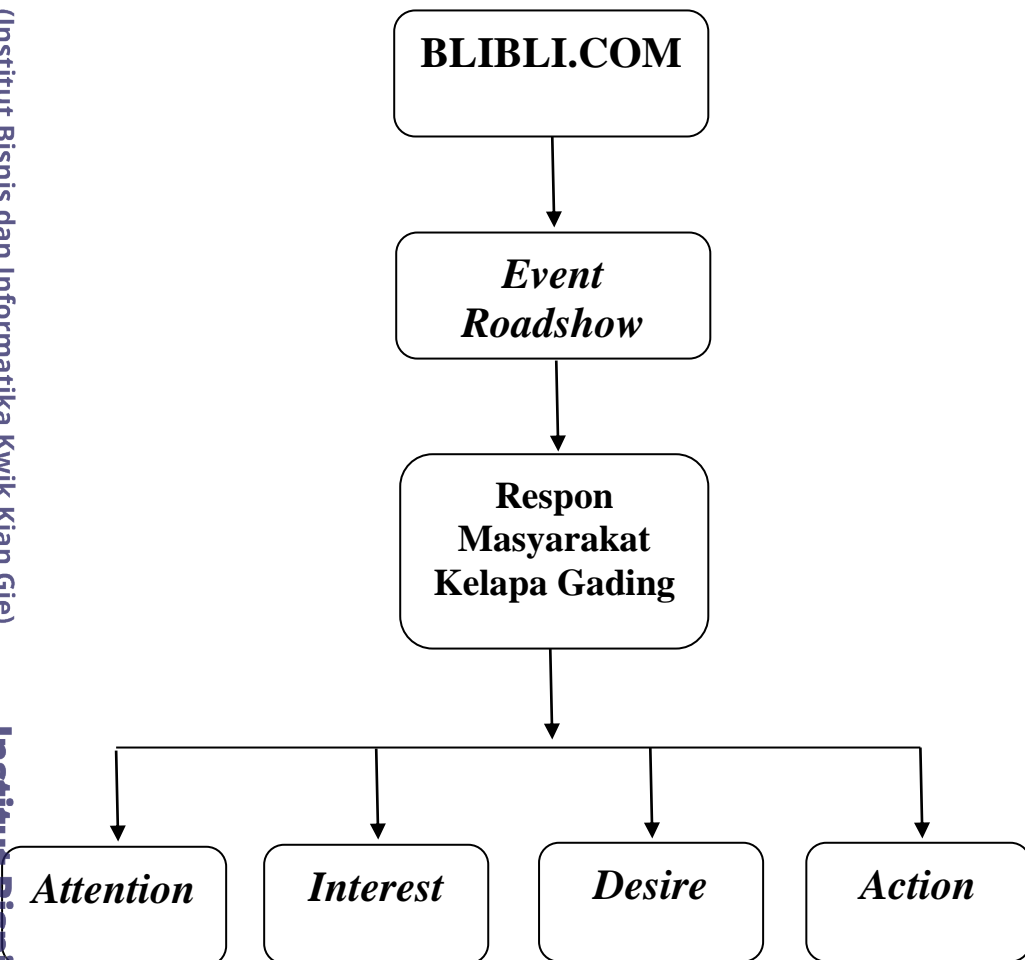 (Institut Bisnis dan Informatika Kwik Kian Gie)
BLIBLI.COM
Event
Roadshow
Respon
Masyarakat
Kelapa Gading
Attention
Interest
Desire
Action